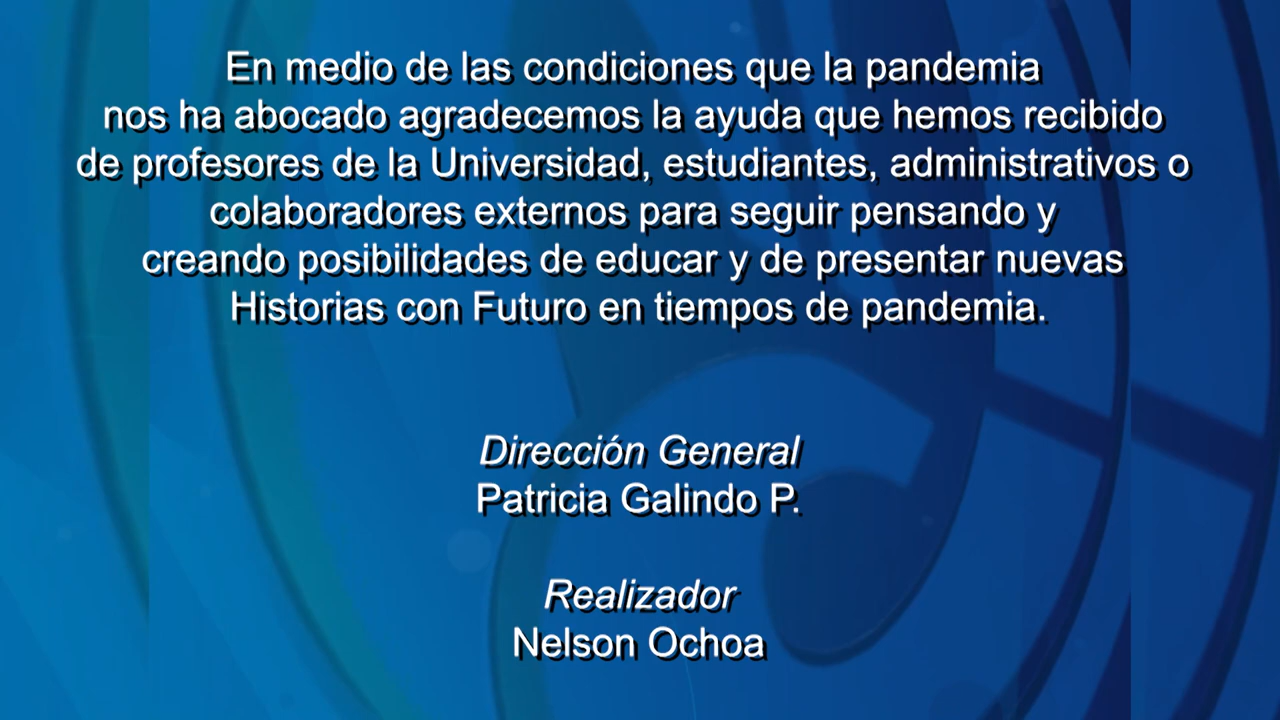 En medio de las condiciones que la pandemia
nos ha abocado agradecemos la ayuda que hemos recibido
de profesores de la Universidad, estudiantes, administrativos o
colaboradores externos para seguir pensando y
creando posibilidades de educar y de presentar nuevas
Historias con Futuro en tiempos de pandemia.
Dirección General
Patricia Galindo P.
Realizador
Nelson Ochoa